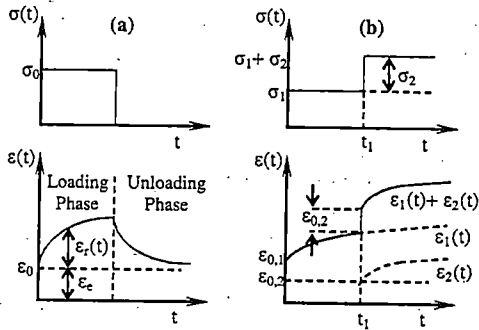 σ(t)
(a)
σ0
t
ε(t)
Loading Phase
Unloading Phase
εr(t)
ε0
εe
t
σ(t)
(b)
σ1 + σ2
σ2
σ1
t1
t
ε(t)
ε0,2
ε1(t) + ε2(t)
ε1(t)
ε0,1
ε0,2
ε2(t)
t1
t